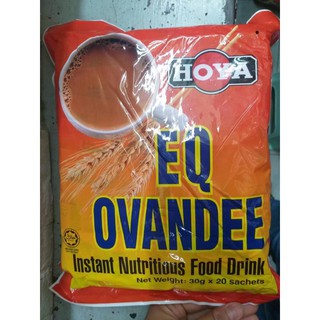 HOYA
EQ
OVANDEE
Instant Nutritious Food Drink
Net Weight: 30g x 20 sachets